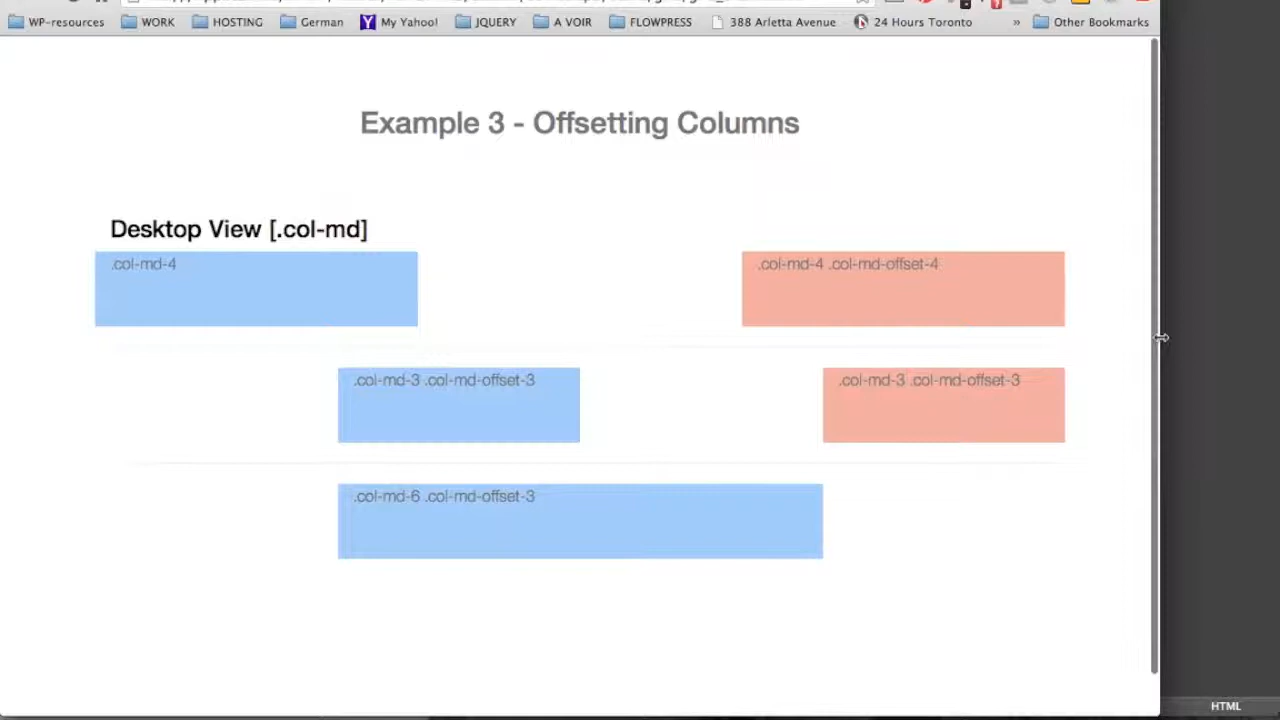 WP-resources WORK HOSTING German My Yahoo! JQUERY A VOIR FLOWPRESS 388 Arletta Avenue 24 Hours Toronto » Other Bookmarks
Example 3 - Offsetting Columns
Desktop View [.col-md]
.col-md-4 .col-md-4 .col-md-offset-4
.col-md-3 .col-md-offset-3 .col-md-3 .col-md-offset-3
.col-md-6 .col-md-offset-3
HTML